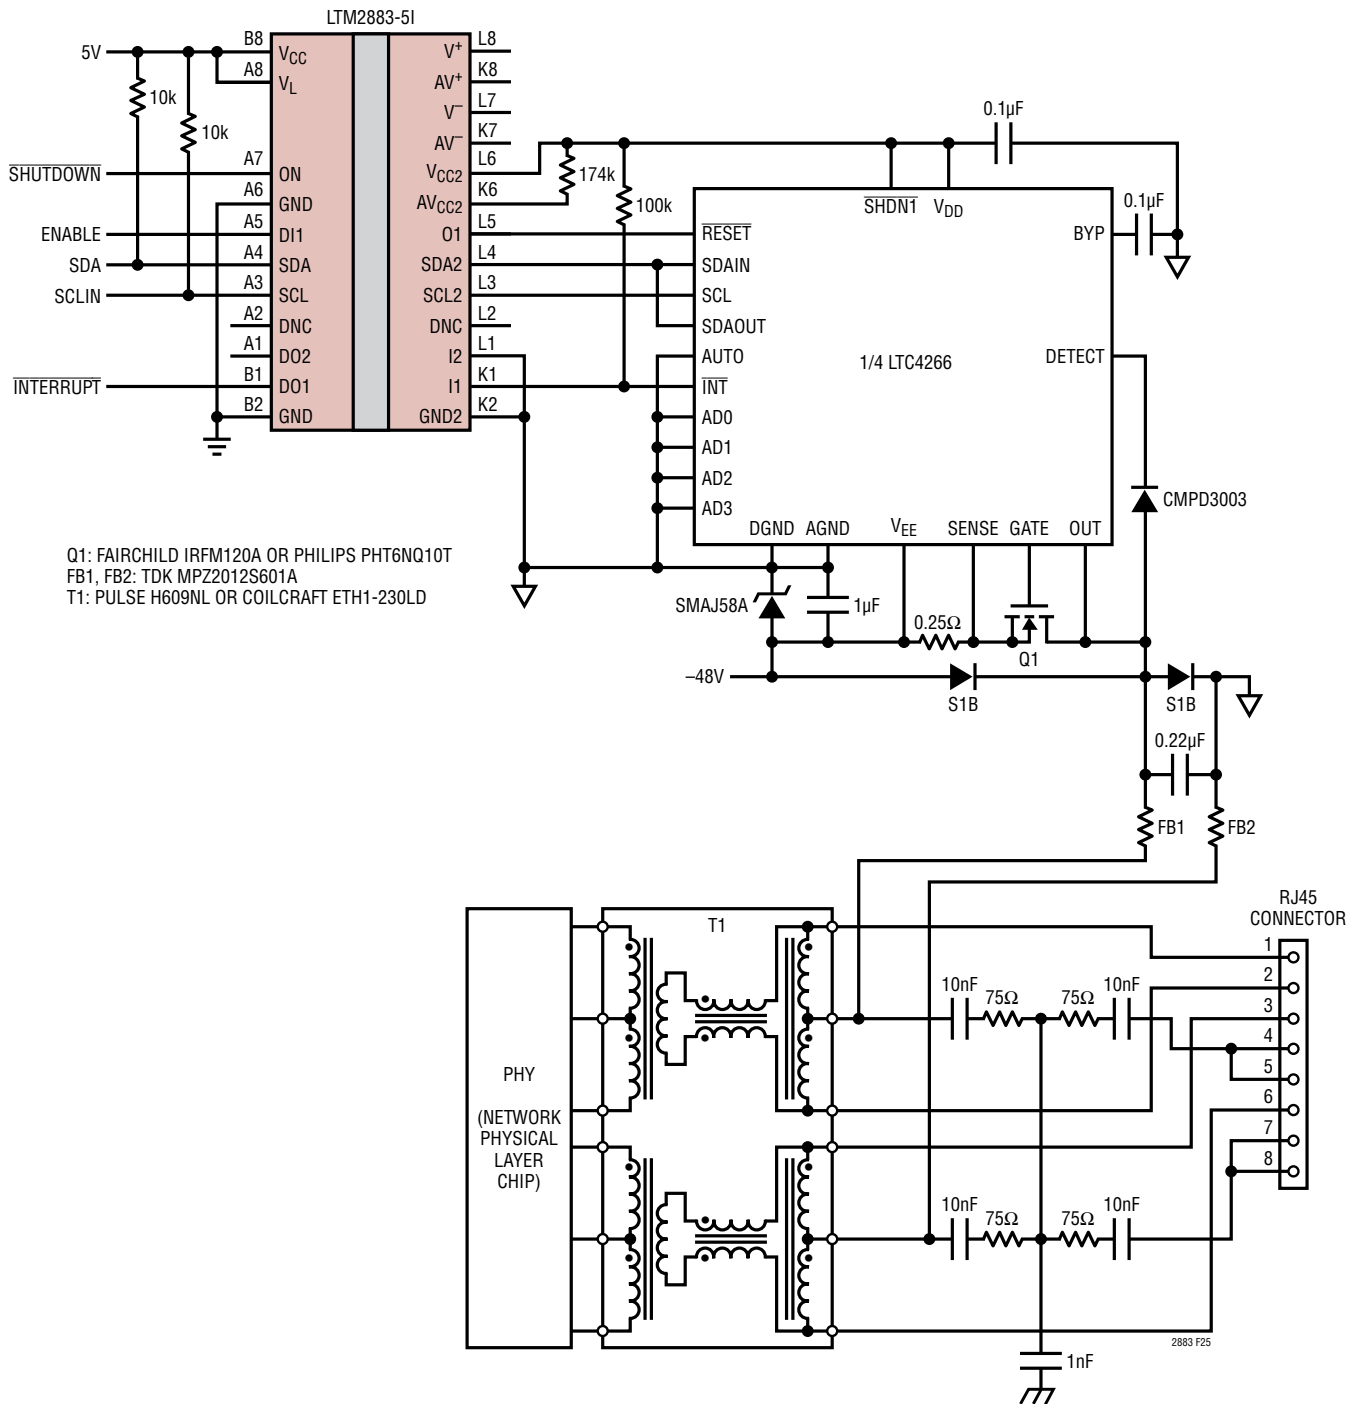 LTM2883-5I
5V
B8
VCC
A8
VL
10k
10k
SHUTDOWN
A7
ON
A6
GND
ENABLE
A5
DI1
SDA
A4
SDA
SCLIN
A3
SCL
A2
DNC
A1
DO2
INTERRUPT
B1
DO1
B2
GND
V+
L8
AV+
K8
V–
L7
AV–
K7
VCC2
L6
AVCC2
K6
O1
L5
SDA2
L4
SCL2
L3
DNC
L2
I2
L1
I1
K1
GND2
K2
174k
100k
0.1µF
0.1µF
SHDN1
VDD
RESET
BYP
SDAIN
SCL
SDAOUT
AUTO
1/4 LTC4266
DETECT
INT
AD0
AD1
AD2
AD3
DGND
AGND
VEE
SENSE
GATE
OUT
CMPD3003
Q1: FAIRCHILD IRFM120A OR PHILIPS PHT6NQ10T
FB1, FB2: TDK MPZ2012S601A
T1: PULSE H609NL OR COILCRAFT ETH1-230LD
SMAJ58A
1µF
0.25Ω
Q1
–48V
S1B
S1B
0.22µF
FB1
FB2
RJ45
CONNECTOR
T1
1
2
3
4
5
6
7
8
10nF
75Ω
75Ω
10nF
PHY
(NETWORK
PHYSICAL
LAYER
CHIP)
10nF
75Ω
75Ω
10nF
2883 F25
1nF